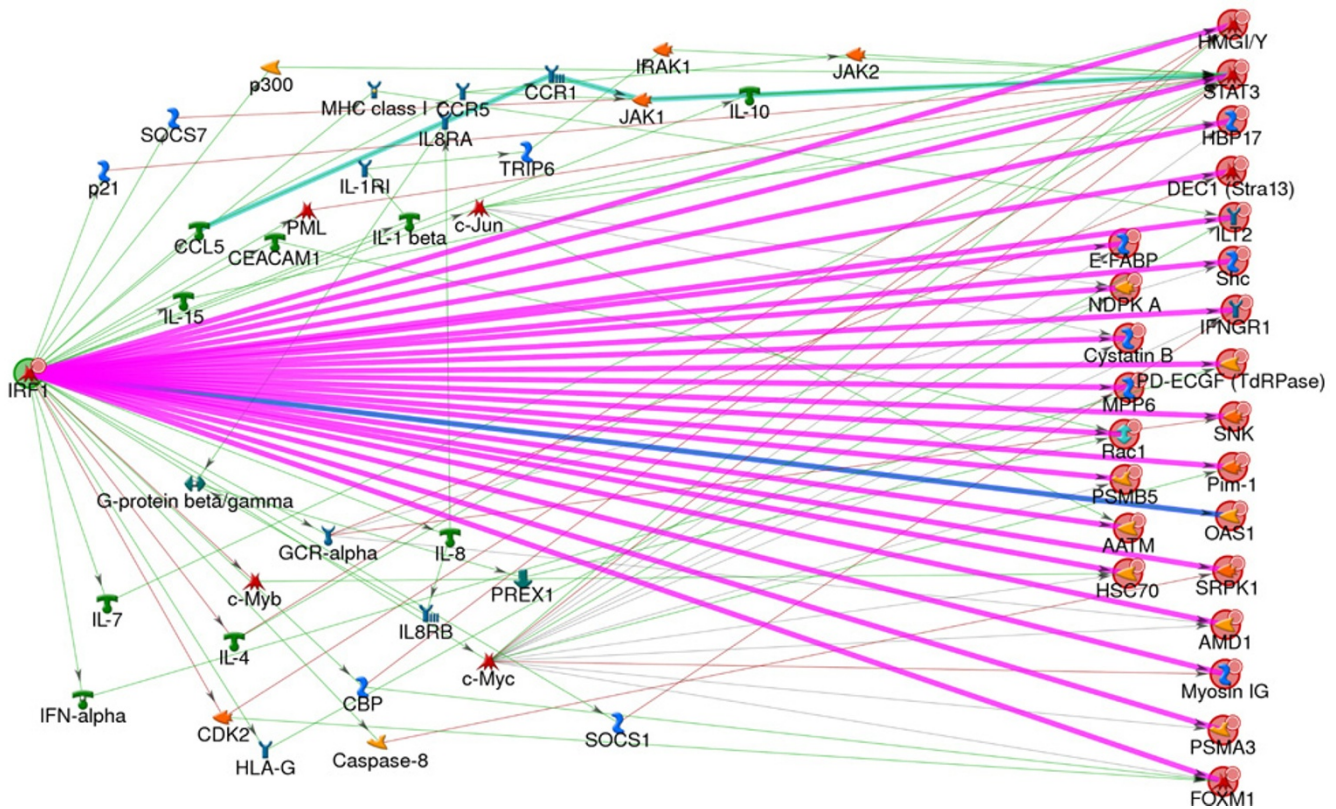 HMGI/Y
IRAK1
JAK2
p300
CCR1
STAT3
MHC class I
CCR5
JAK1
IL-10
SOCS7
IL8RA
HBP17
TRIP6
p21
IL-1RI
DEC1 (Stra13)
PML
IL-1 beta
c-Jun
ILT2
CCL5
CEACAM1
E-FABP
Shc
NDPK A
IL-15
IFNGR1
Cystatin B
IRF1
PD-ECGF (TdRPase)
MPP6
SNK
Rac1
Pim-1
G-protein beta/gamma
PSMB5
OAS1
GCR-alpha
IL-8
AATM
PREX1
HSC70
SRPK1
c-Myb
IL-7
IL8RB
AMD1
IL-4
c-Myc
Myosin IG
CBP
IFN-alpha
CDK2
SOCS1
PSMA3
HLA-G
Caspase-8
FOXM1